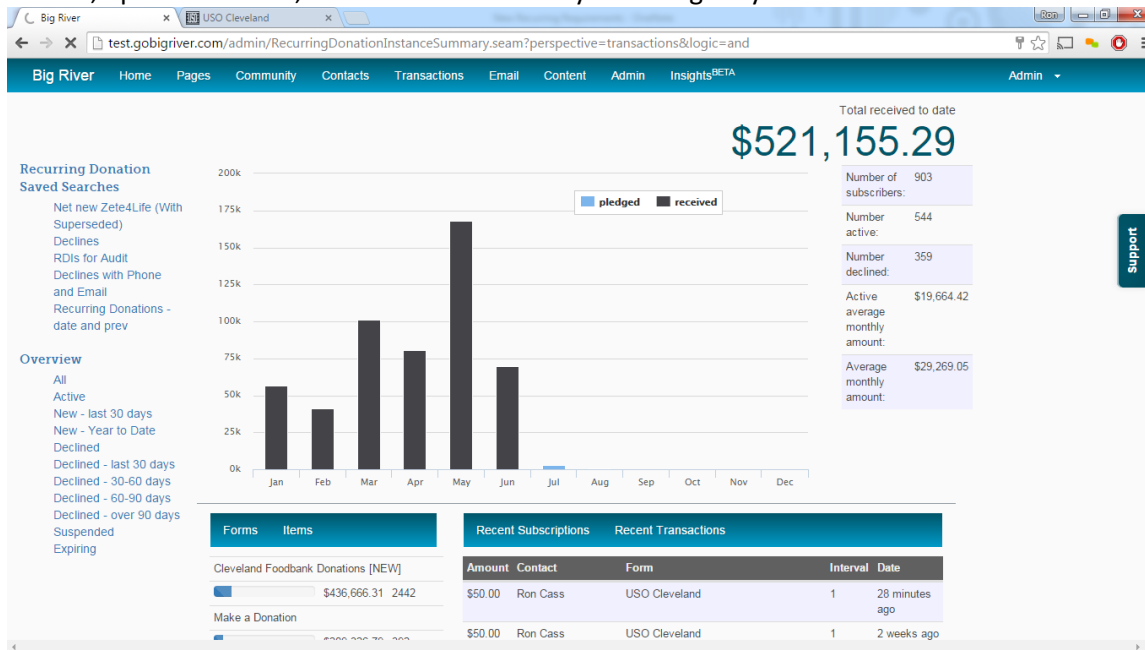 Big River
USO Cleveland
Ron
test.gobigriver.com/admin/RecurringDonationInstanceSummary.seam?perspective=transactions&logic=and
Big River Home Pages Community Contacts Transactions Email Content Admin InsightsBETA Admin
Total received to date
$521,155.29
Recurring Donation
Saved Searches
Net new Zete4Life (With
Superseded)
Declines
RDIs for Audit
Declines with Phone
and Email
Recurring Donations -
date and prev
Overview
All
Active
New - last 30 days
New - Year to Date
Declined
Declined - last 30 days
Declined - 30-60 days
Declined - 60-90 days
Declined - over 90 days
Suspended
Expiring
200k
175k
150k
125k
100k
75k
50k
25k
0k
pledged received
Jan Feb Mar Apr May Jun Jul Aug Sep Oct Nov Dec
Number of 903
subscribers:
Number 544
active:
Number 359
declined:
Active $19,664.42
average
monthly
amount:
Average $29,269.05
monthly
amount:
Support
Forms Items
Cleveland Foodbank Donations [NEW]
$436,666.31 2442
Make a Donation
Recent Subscriptions Recent Transactions
Amount Contact Form Interval Date
$50.00 Ron Cass USO Cleveland 1 28 minutes
ago
$50.00 Ron Cass USO Cleveland 1 2 weeks ago